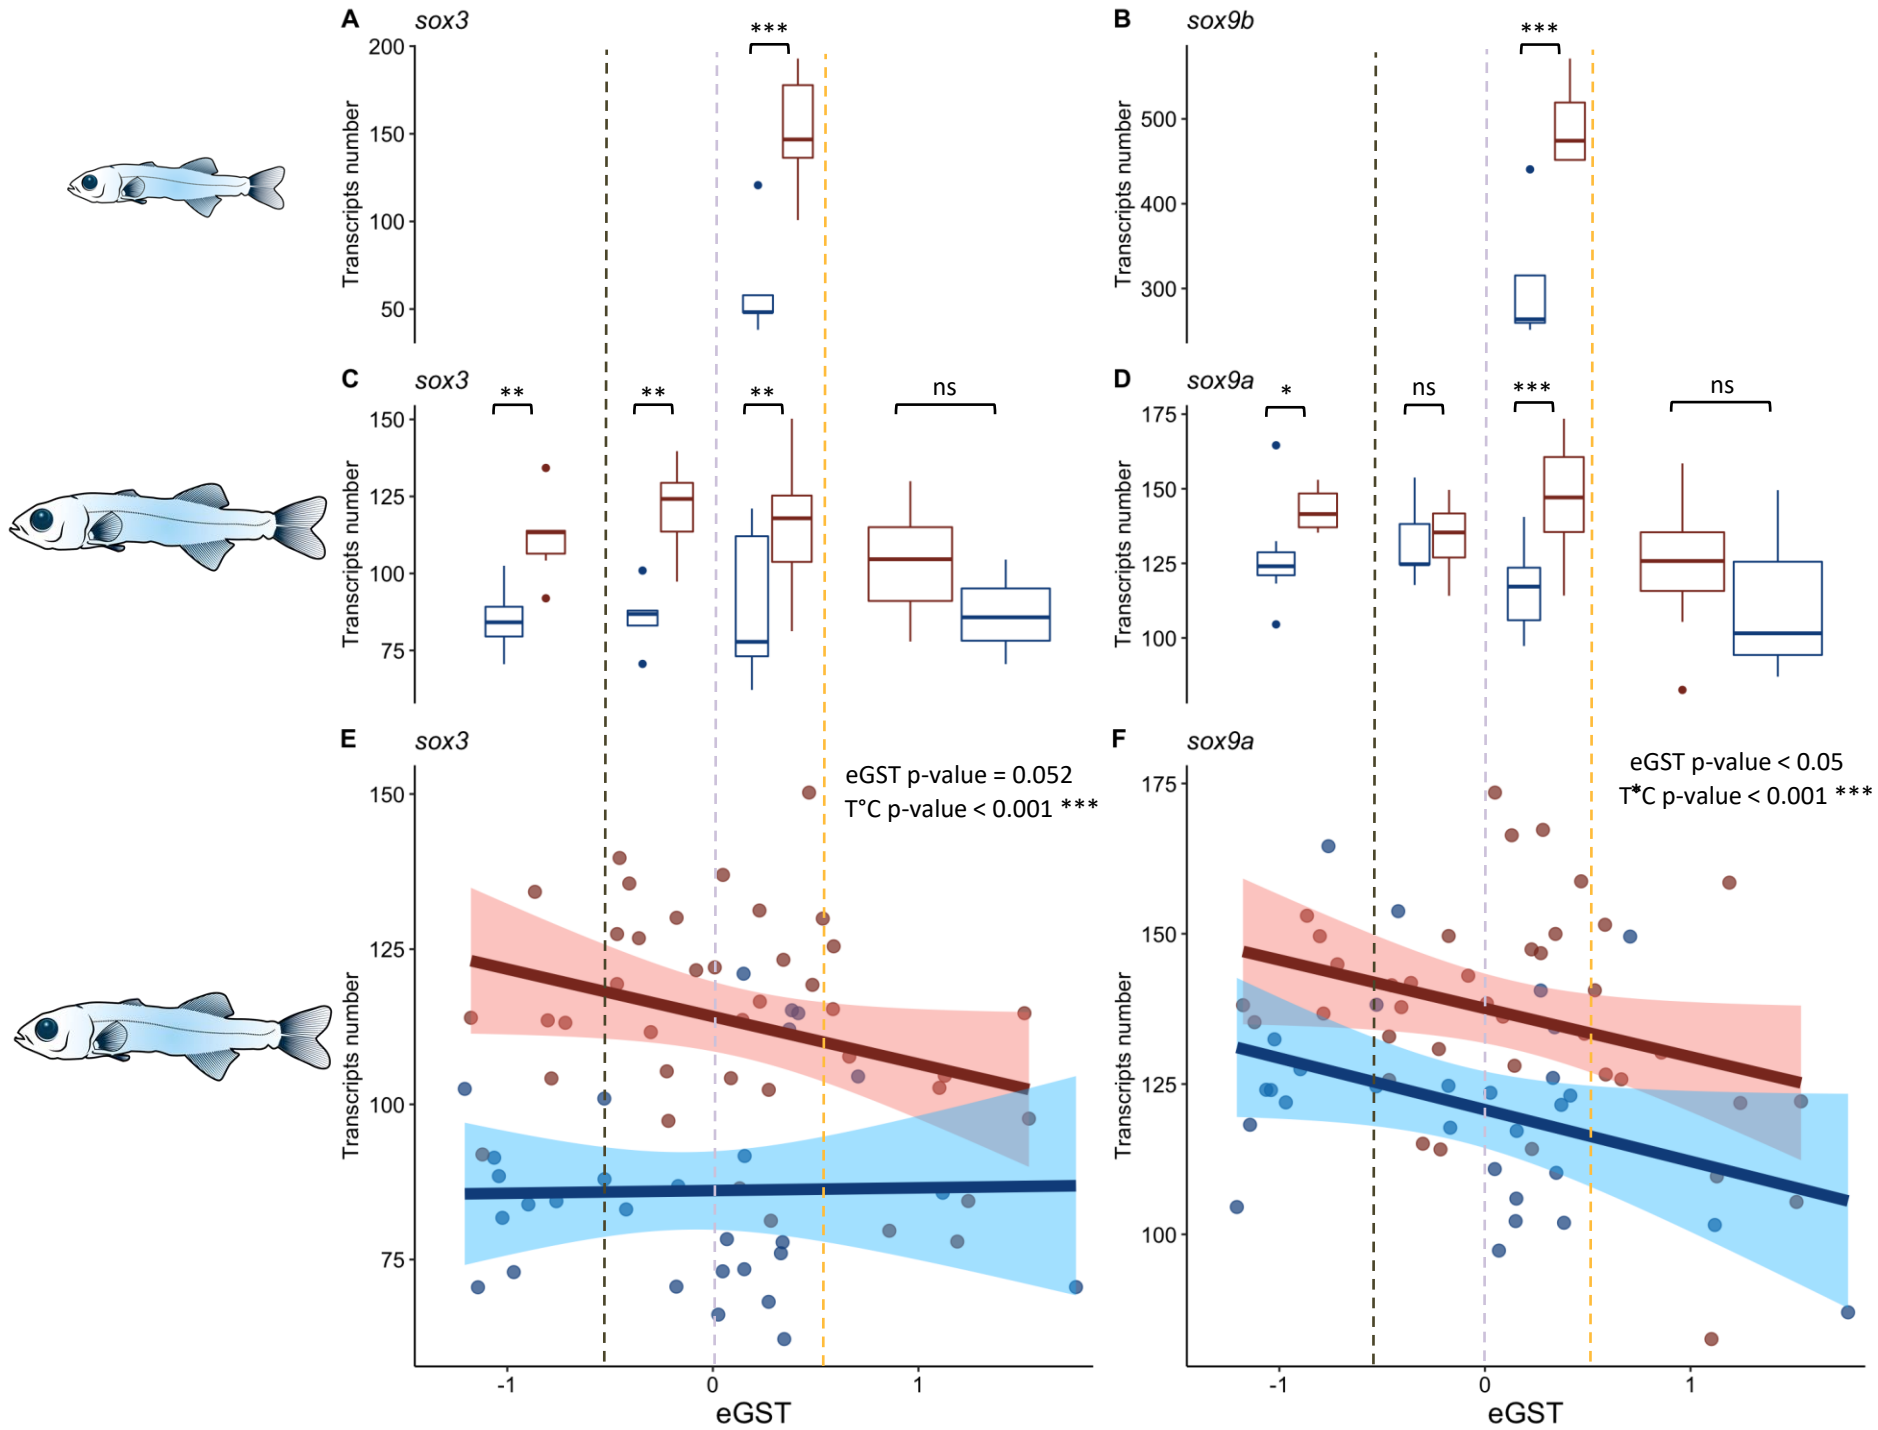 A sox3
***
200
150
100
50
Transcripts number
B sox9b
***
500
400
300
Transcripts number
C sox3
** ** ** ns
150
125
100
75
Transcripts number
D sox9a
* ns *** ns
175
150
125
100
Transcripts number
E sox3
eGST p-value = 0.052
T°C p-value < 0.001 ***
150
125
100
75
Transcripts number
-1 0 1
eGST
F sox9a
eGST p-value < 0.05
*
T°C p-value < 0.001 ***
175
150
125
100
Transcripts number
-1 0 1
eGST